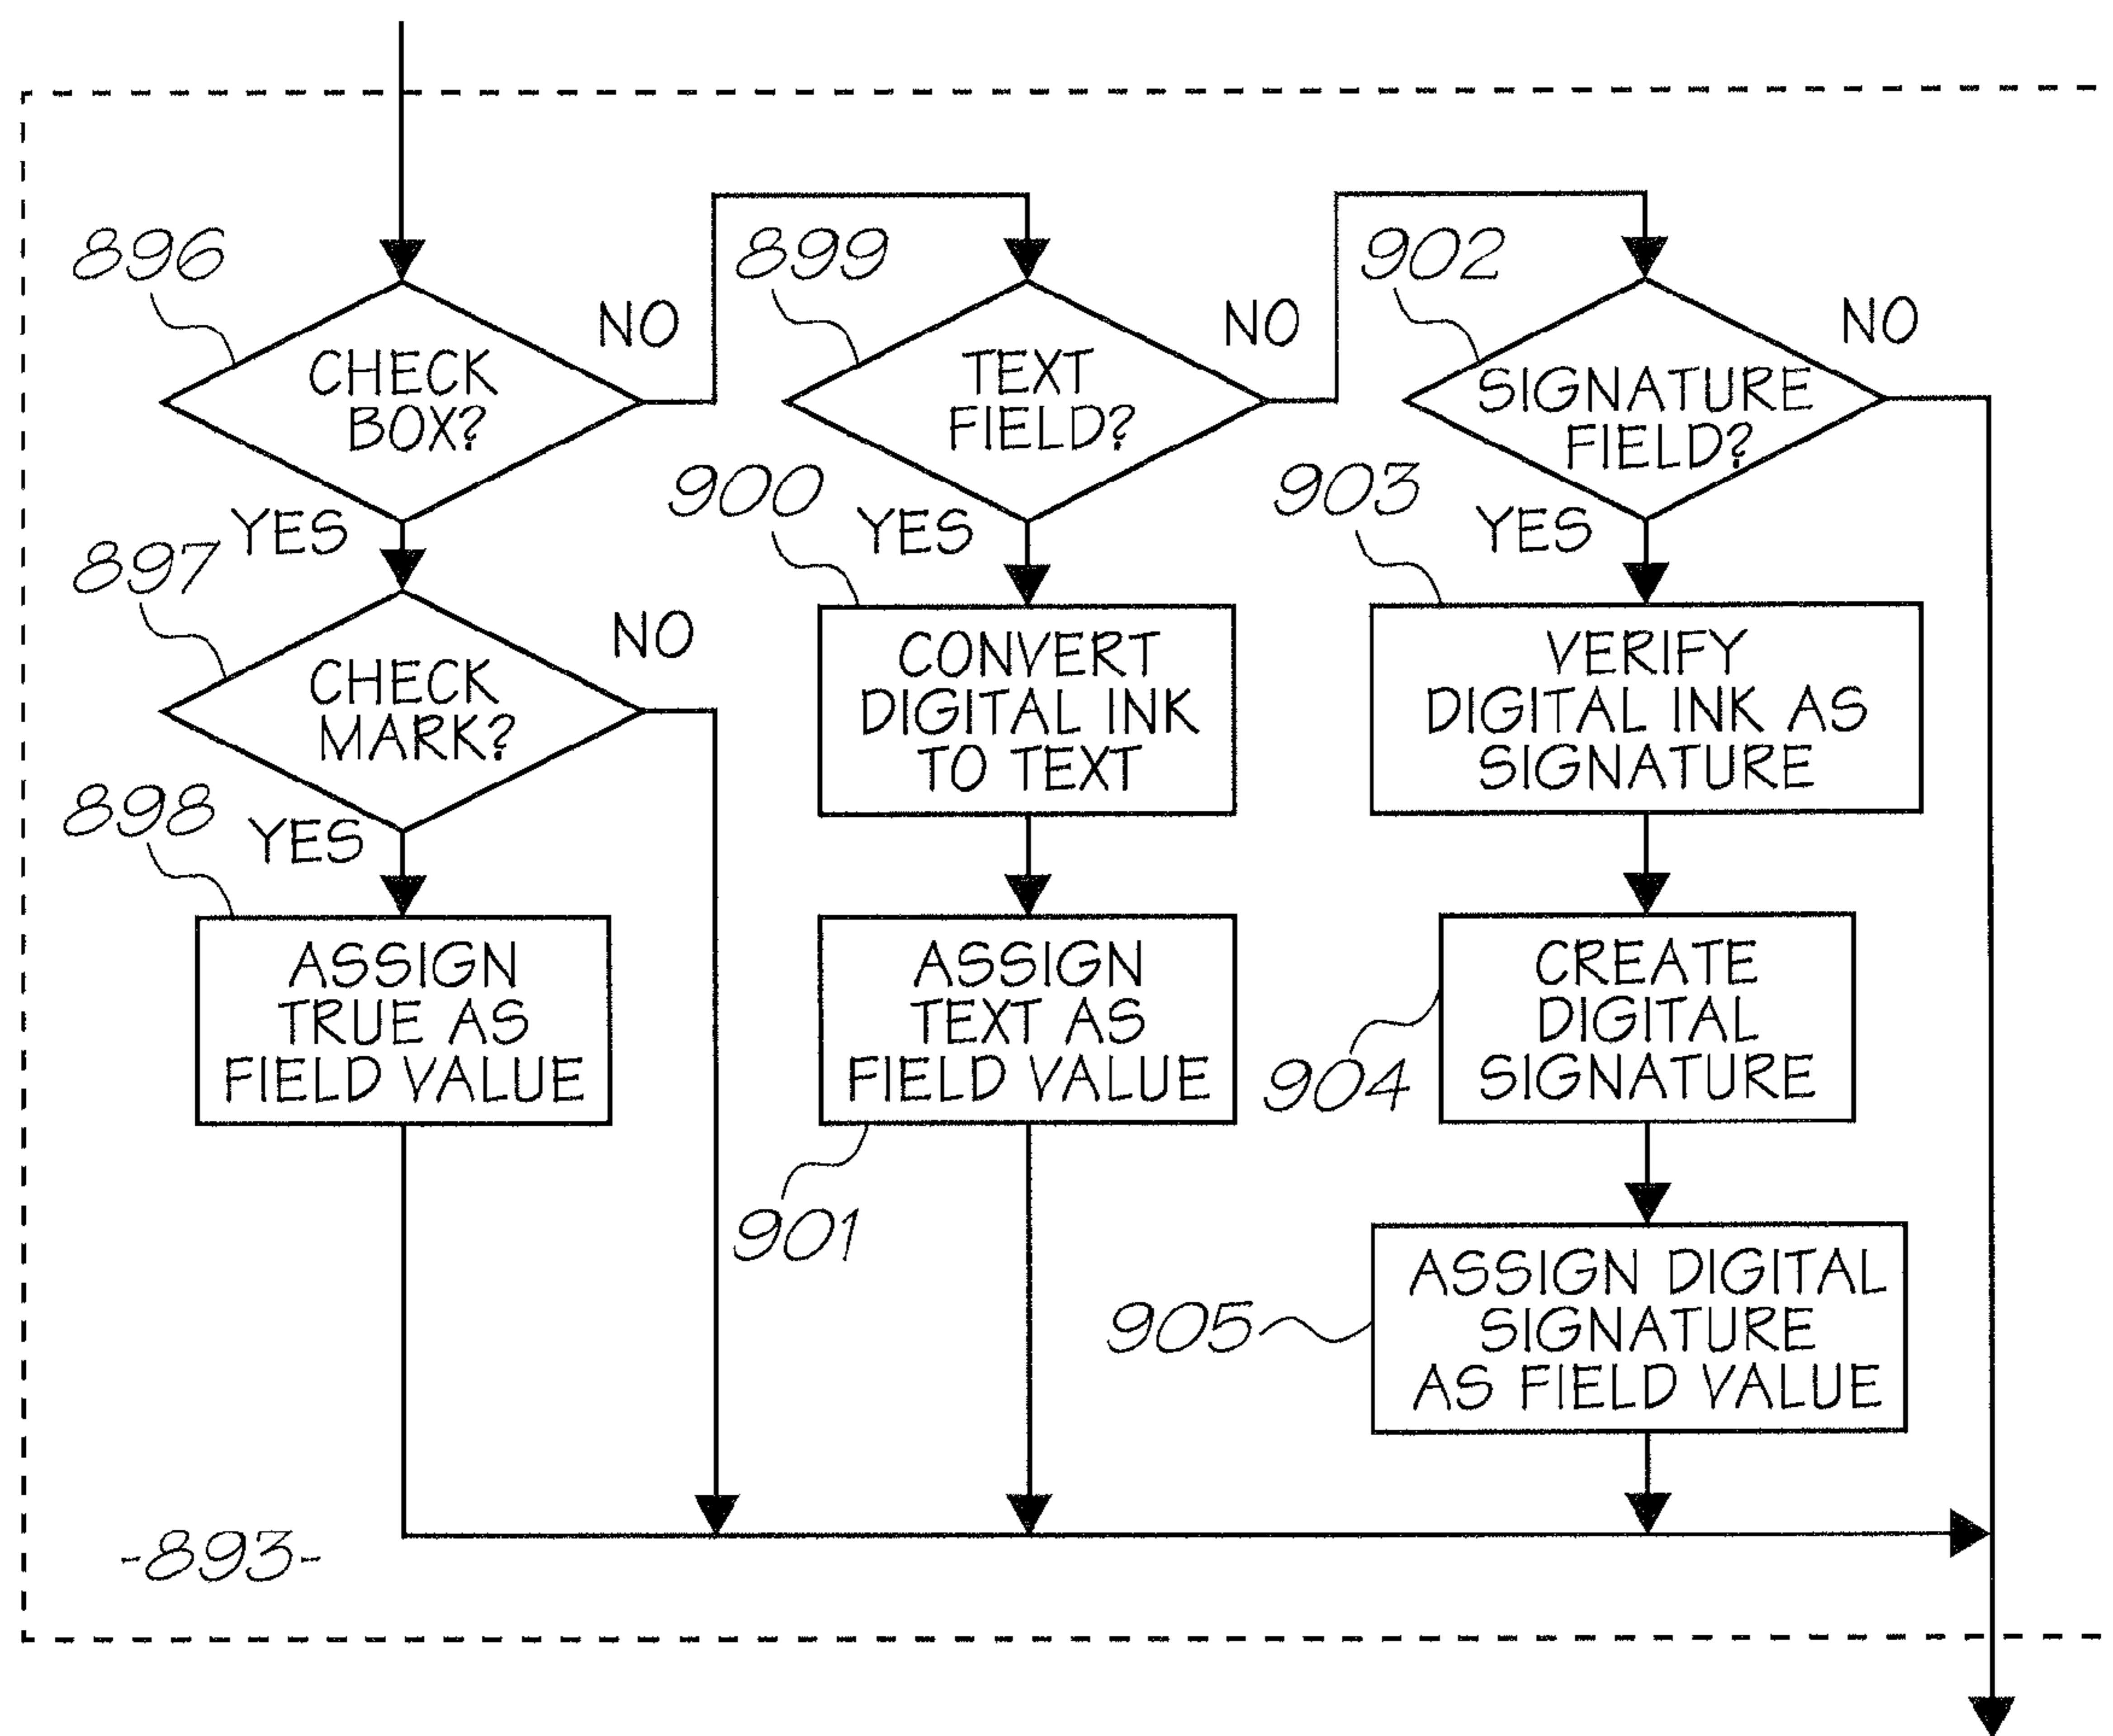 896
CHECK
BOX?
NO
YES
897
CHECK
MARK?
NO
YES
898
ASSIGN
TRUE AS
FIELD VALUE
899
TEXT
FIELD?
NO
YES
900
CONVERT
DIGITAL INK
TO TEXT
ASSIGN
TEXT AS
FIELD VALUE
901
902
SIGNATURE
FIELD?
NO
YES
903
VERIFY
DIGITAL INK AS
SIGNATURE
CREATE
DIGITAL
SIGNATURE
904
ASSIGN DIGITAL
SIGNATURE
AS FIELD VALUE
905
-893-